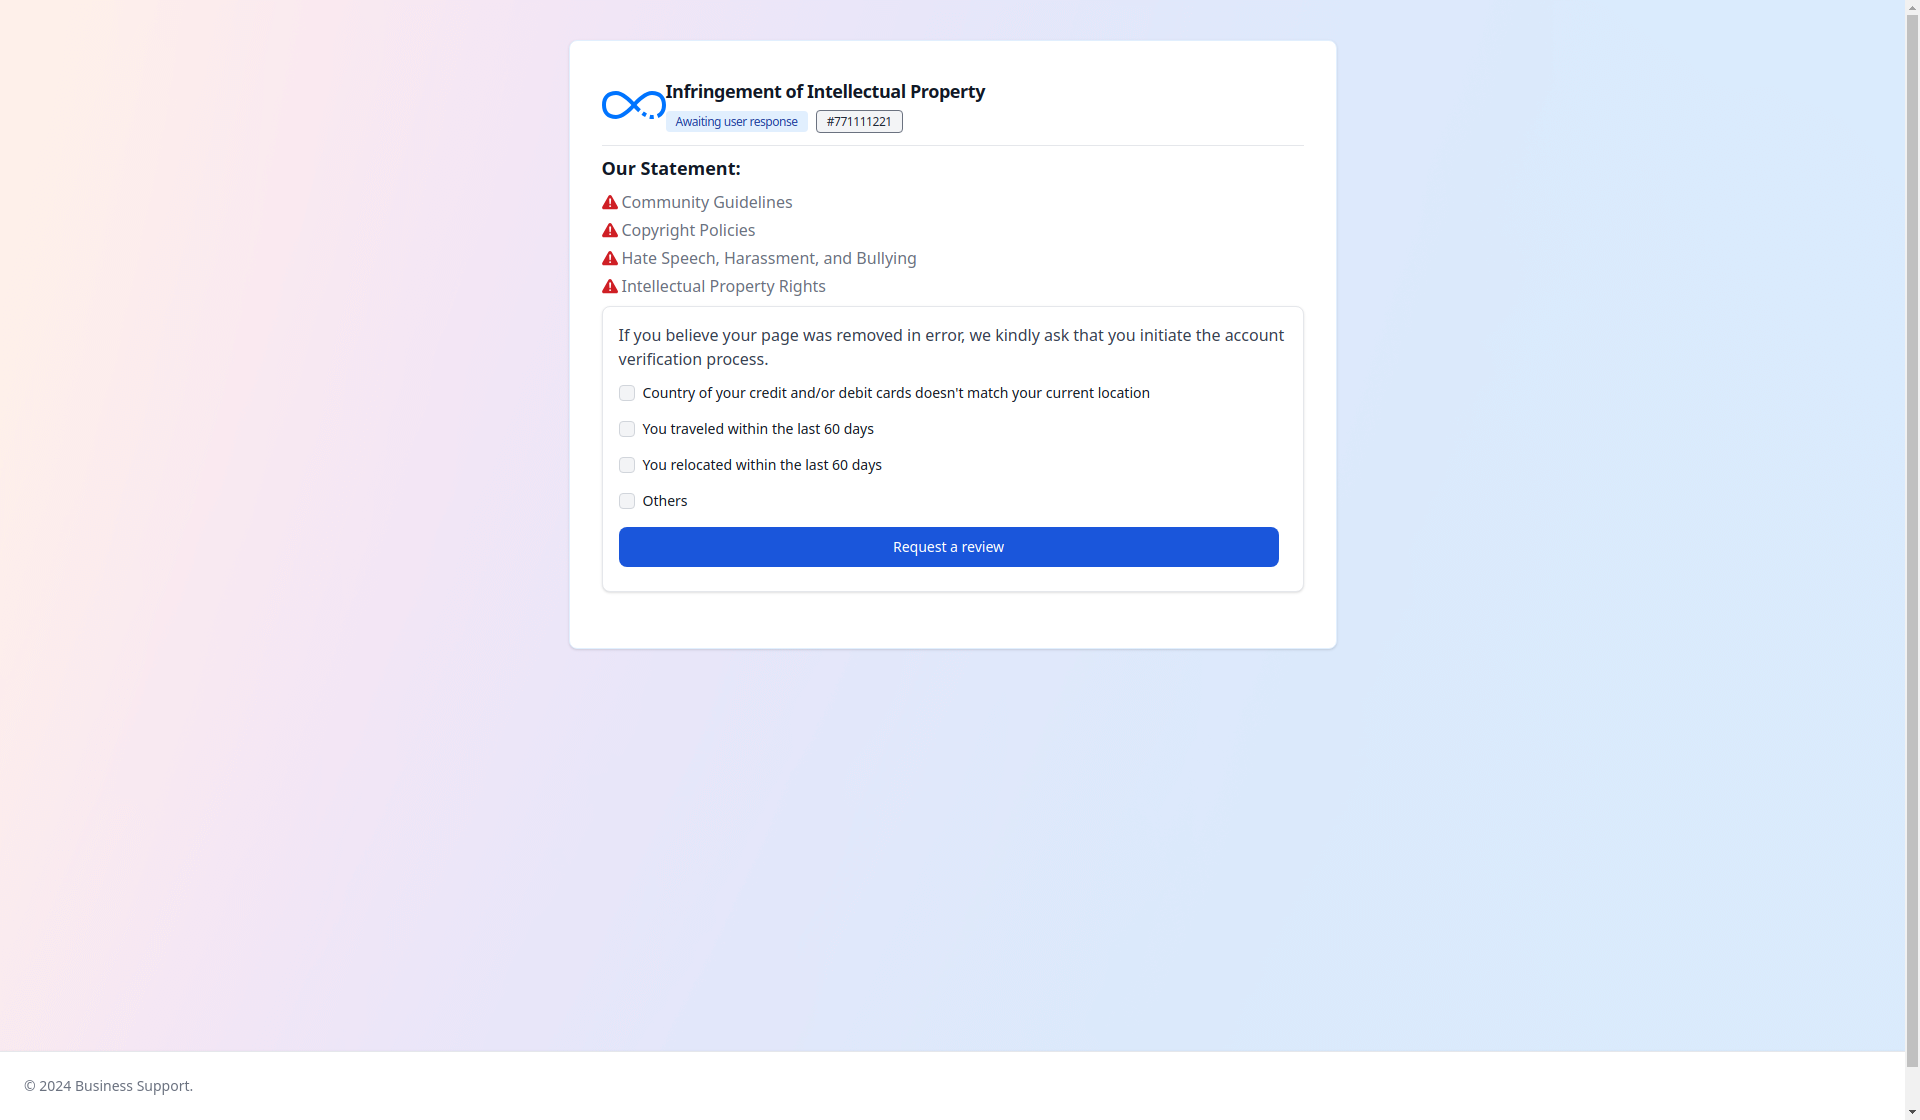 Infringement of Intellectual Property
Awaiting user response #771111221
Our Statement:
Community Guidelines
Copyright Policies
Hate Speech, Harassment, and Bullying
Intellectual Property Rights
If you believe your page was removed in error, we kindly ask that you initiate the account
verification process.
Country of your credit and/or debit cards doesn't match your current location
You traveled within the last 60 days
You relocated within the last 60 days
Others
Request a review
© 2024 Business Support.